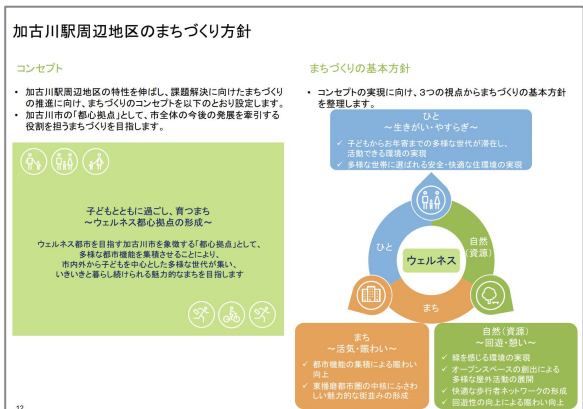 加古川駅周辺地区のまちづくり方針
コンセプト
• 加古川駅周辺地区の特性を伸ばし、課題解決に向けたまちづくり
の推進に向け、まちづくりのコンセプトを以下のとおり設定します。
• 加古川市の「都心拠点」として、市全体の今後の発展を牽引する
役割を担うまちづくりを目指します。
子どもとともに過ごし、育つまち
～ウェルネス都心拠点の形成～
ウェルネス都市を目指す加古川市を象徴する「都心拠点」として、
多様な都市機能を集積させることにより、
市内外から子どもを中心とした多様な世代が集い、
いきいきと暮らし続けられる魅力的なまちを目指します
まちづくりの基本方針
• コンセプトの実現に向け、3つの視点からまちづくりの基本方針
を整理します。
ひと
～生きがい・やすらぎ～
✓ 子どもからお年寄までの多様な世代が滞在し、
活動できる環境の実現
✓ 多様な世帯に選ばれる安全・快適な住環境の実現
ひと
自然
(資源)
ウェルネス
まち
まち
～活気・賑わい～
✓ 都市機能の集積による賑わい
向上
✓ 東播磨都市圏の中核にふさわ
しい魅力的な街並みの形成
自然(資源)
～回遊・憩い～
✓ 緑を感じる環境の実現
✓ オープンスペースの創出による
多様な屋外活動の展開
✓ 快適な歩行者ネットワークの形成
✓ 回遊性の向上による賑わい向上
12